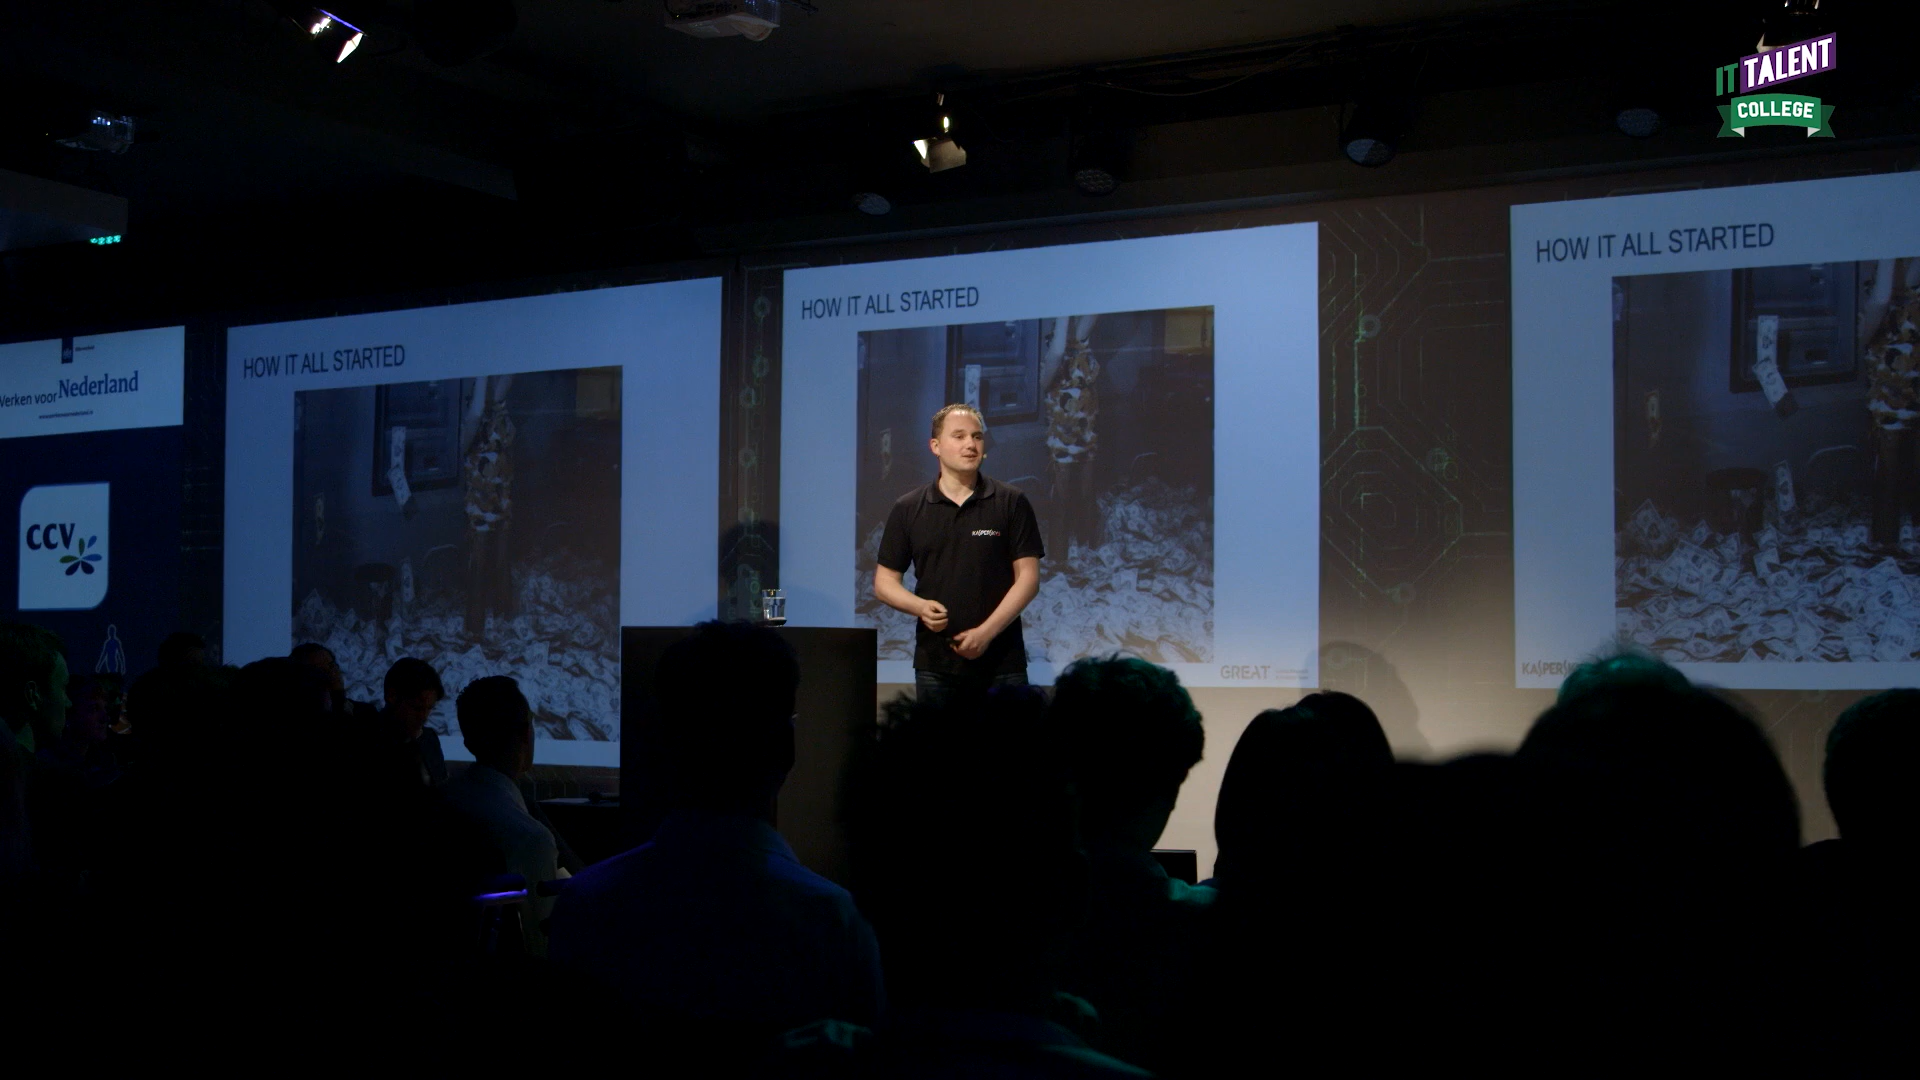 IT TALENT
COLLEGE
HOW IT ALL STARTED
HOW IT ALL STARTED
HOW IT ALL STARTED
Werken voor Nederland
CCV
KASPERSKY
GREAT